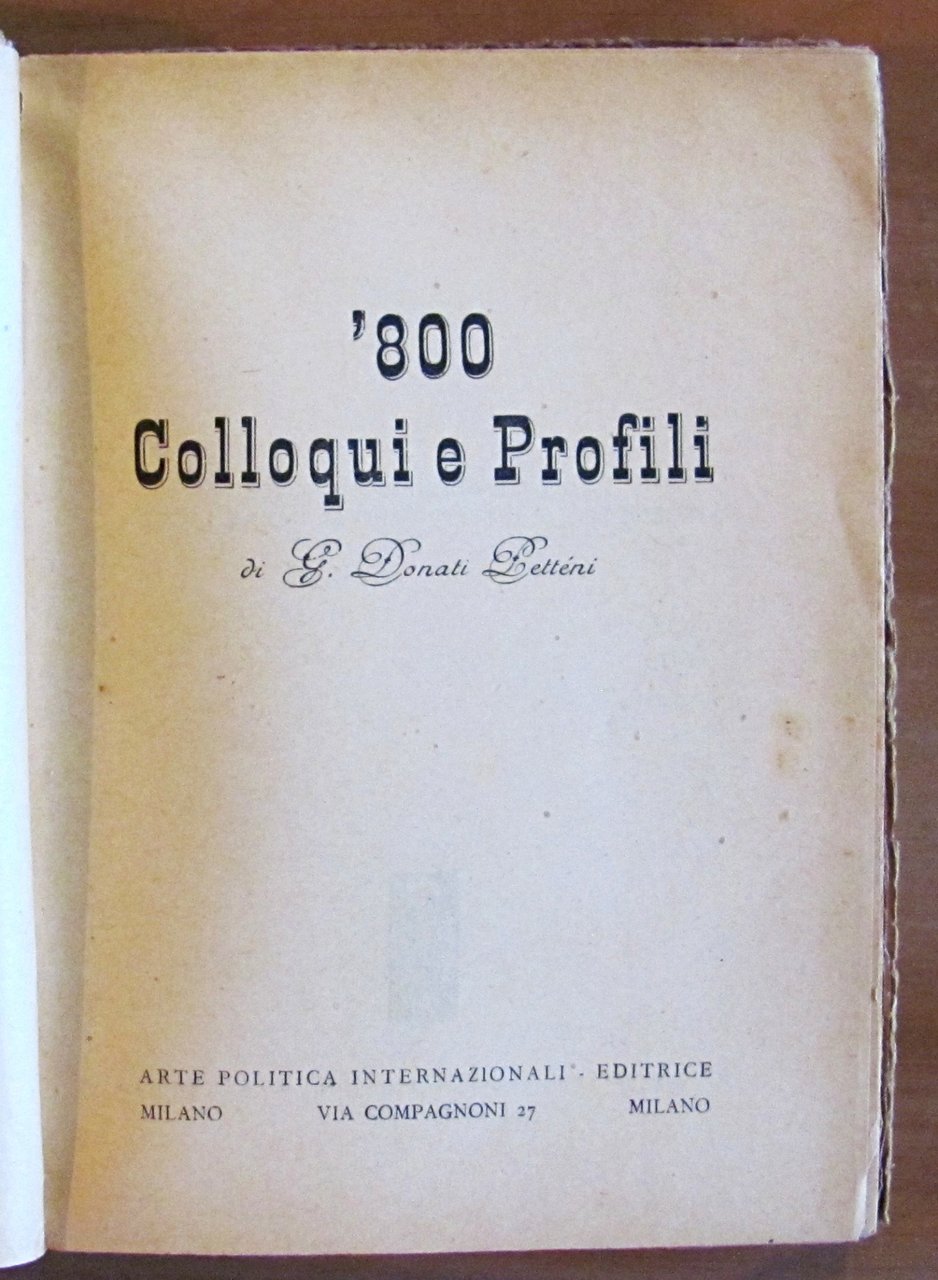 '800
Colloqui e Profili
di G. Donati Petténi
ARTE POLITICA INTERNAZIONALI - EDITRICE
MILANO VIA COMPAGNONI 27 MILANO